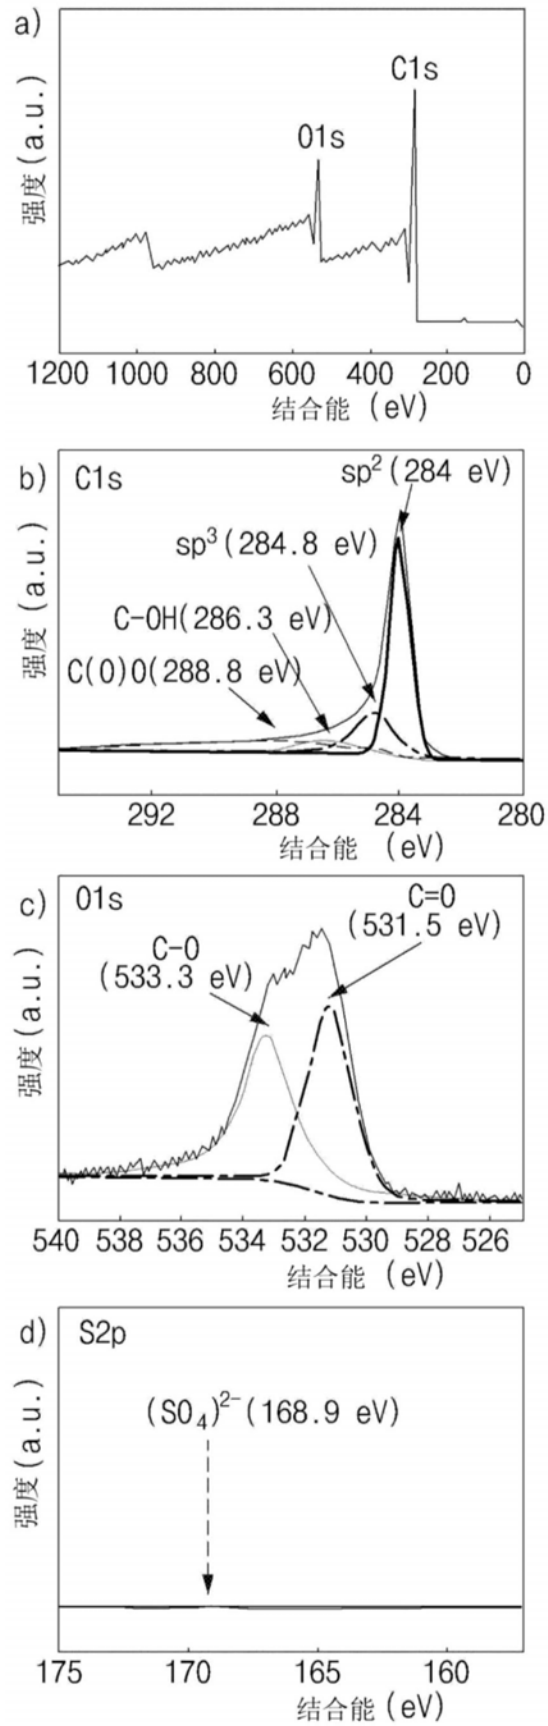 a)
强度(a.u.)
C1s
O1s
1200 1000 800 600 400 200 0
结合能 (eV)
b)
C1s
强度(a.u.)
sp2(284 eV)
sp3(284.8 eV)
C-OH(286.3 eV)
C(O)O(288.8 eV)
292 288 284 280
结合能 (eV)
c)
O1s
强度(a.u.)
C=O
(531.5 eV)
C-O
(533.3 eV)
540 538 536 534 532 530 528 526
结合能 (eV)
d)
S2p
强度(a.u.)
(SO4)2-(168.9 eV)
175 170 165 160
结合能 (eV)